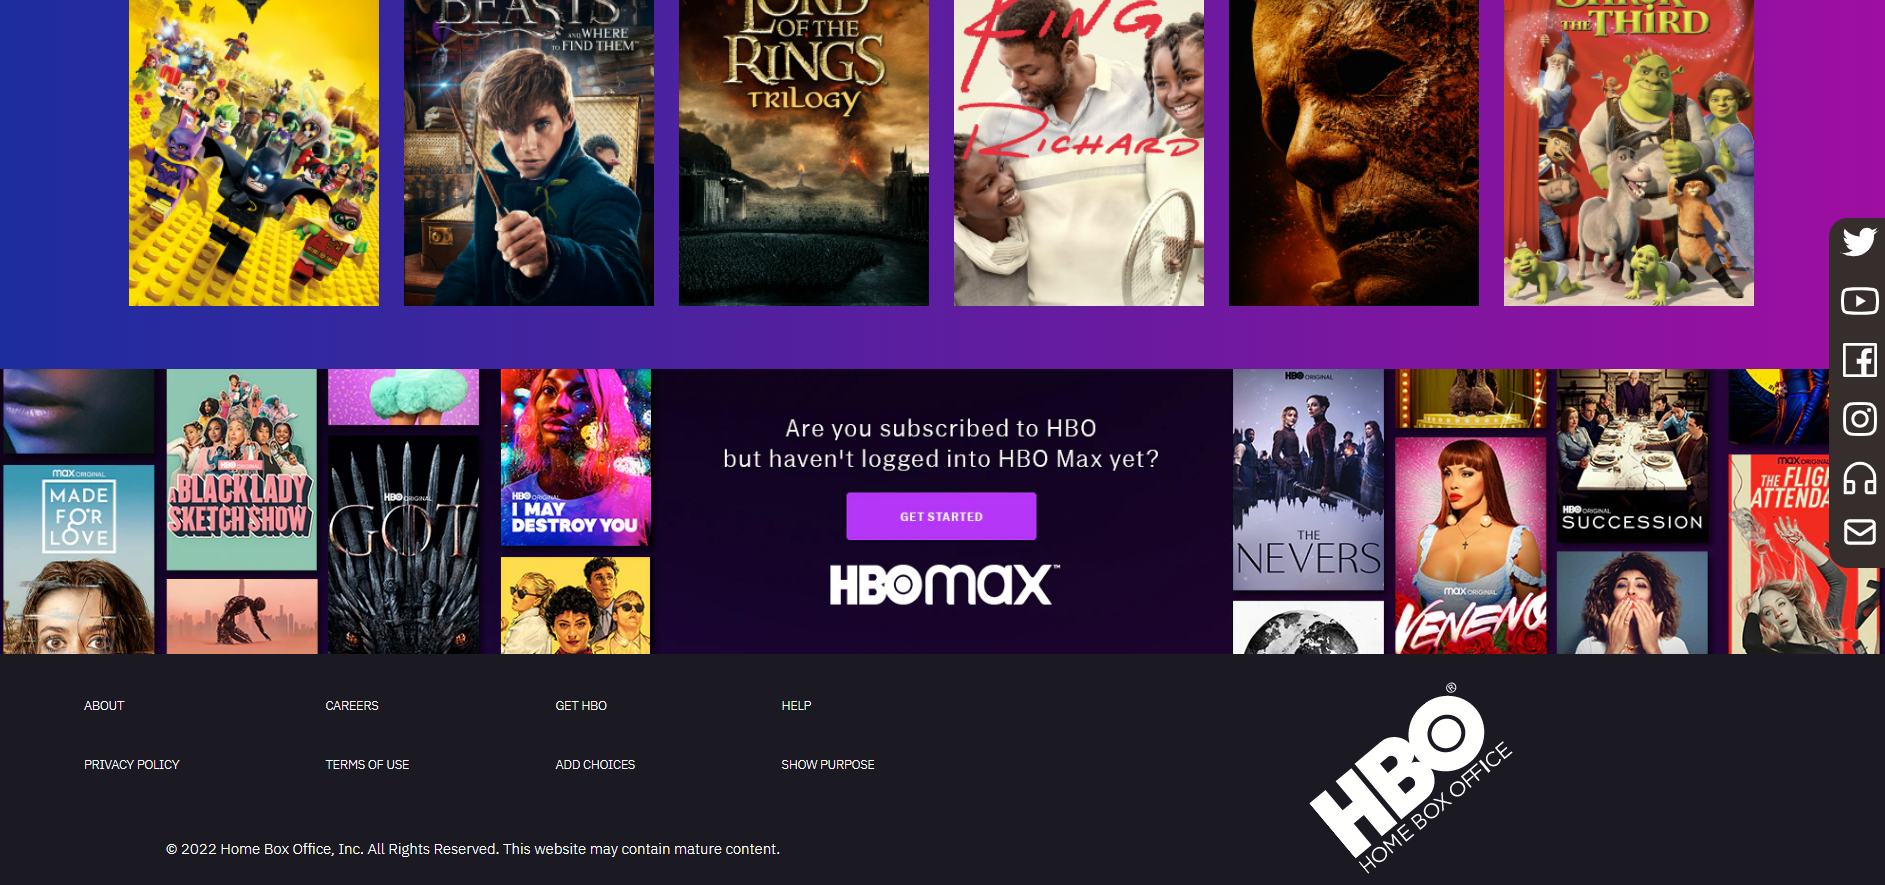 BEASTS
AND WHERE
TO FIND THEM™
LORD
OF THE
RINGS
TRILOGY
KING
RICHARD
SHREK
THE THIRD
max ORIGINAL
MADE
FOR
LOVE
HBO ORIGINAL
A BLACK LADY
SKETCH SHOW
HBO ORIGINAL
GOT
HBO ORIGINAL
I MAY
DESTROY YOU
Are you subscribed to HBO
but haven't logged into HBO Max yet?
GET STARTED
HBOmax™
HBO ORIGINAL
THE
NEVERS
max ORIGINAL
VENENO
HBO ORIGINAL
SUCCESSION
max ORIGINAL
THE FLIG
ATTENDA
ABOUT
CAREERS
GET HBO
HELP
PRIVACY POLICY
TERMS OF USE
ADD CHOICES
SHOW PURPOSE
© 2022 Home Box Office, Inc. All Rights Reserved. This website may contain mature content.
HBO®
HOME BOX OFFICE